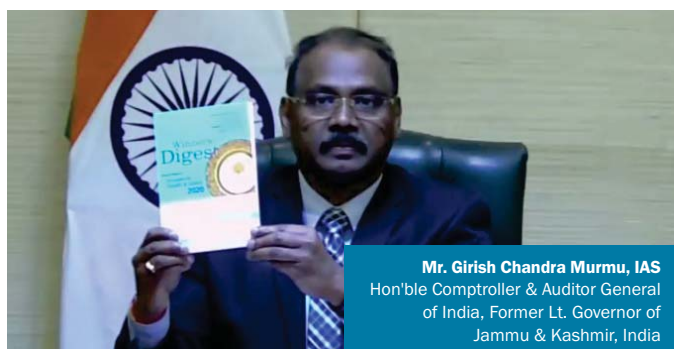 Winners
Digest
2020
Mr. Girish Chandra Murmu, IAS
Hon'ble Comptroller & Auditor General
of India, Former Lt. Governor of
Jammu & Kashmir, India